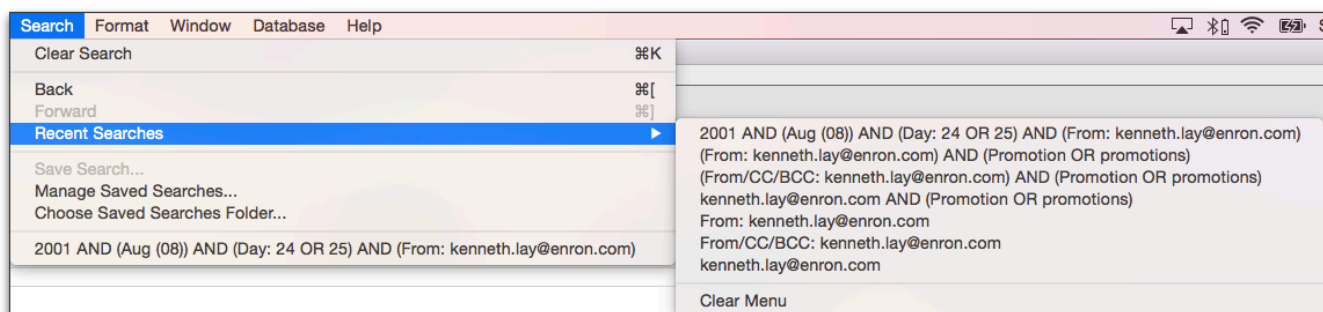 Search Format Window Database Help
Clear Search ⌘K
Back ⌘[
Forward ⌘]
Recent Searches
Save Search...
Manage Saved Searches...
Choose Saved Searches Folder...
2001 AND (Aug (08)) AND (Day: 24 OR 25) AND (From: kenneth.lay@enron.com)
2001 AND (Aug (08)) AND (Day: 24 OR 25) AND (From: kenneth.lay@enron.com)
(From: kenneth.lay@enron.com) AND (Promotion OR promotions)
(From/CC/BCC: kenneth.lay@enron.com) AND (Promotion OR promotions)
kenneth.lay@enron.com AND (Promotion OR promotions)
From: kenneth.lay@enron.com
From/CC/BCC: kenneth.lay@enron.com
kenneth.lay@enron.com
Clear Menu